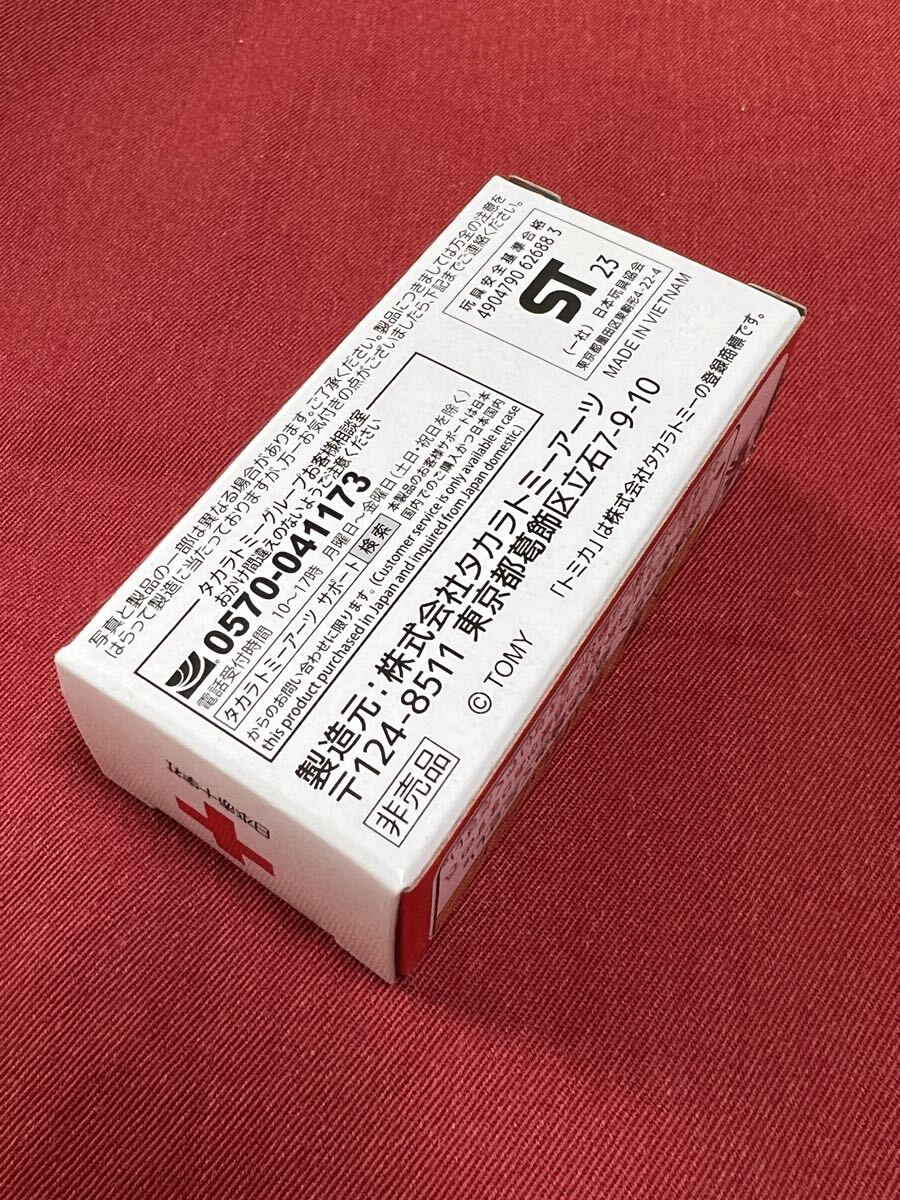 写真と製品の一部は異なる場合があります。ご了承ください。製品につきましては万全の注意を
はらって製造に当たっておりますが、万一お気付きの点がございましたら、下記までご連絡ください。
タカラトミーグループお客様相談室
おかけ間違えのないようご注意ください
0570-041173
電話受付時間 10〜17時 月曜日〜金曜日(土日・祝日を除く)
タカラトミーアーツ サポート 検索
本製品のお客様サポートは日本
国内でのご購入かつ日本国内
からのお問い合わせに限ります。(Customer service is only available in case
this product purchased in Japan and inquired from Japan domestic.)
玩具安全基準合格
4904790 62688 3
ST 23
(一社) 日本玩具協会
東京都墨田区東駒形4-22-4
MADE IN VIETNAM
製造元:株式会社タカラトミーアーツ
〒124-8511 東京都葛飾区立石7-9-10
© TOMY 「トミカ」は株式会社タカラトミーの登録商標です。
非売品
日本赤十字社